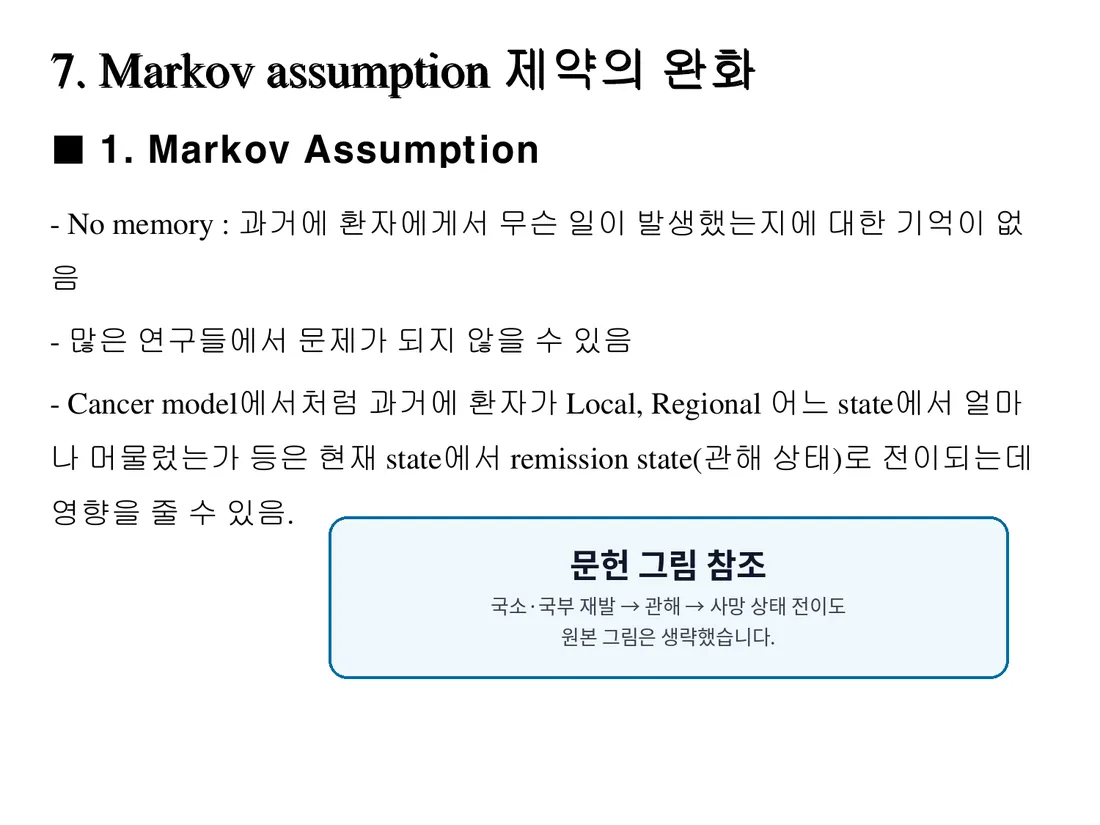 7. Markov assumption 제약의 완화
■ 1. Markov Assumption
- No memory : 과거에 환자에게서 무슨 일이 발생했는지에 대한 기억이 없
음
- 많은 연구들에서 문제가 되지 않을 수 있음
- Cancer model에서처럼 과거에 환자가 Local, Regional 어느 state에서 얼마
나 머물렀는가 등은 현재 state에서 remission state(관해 상태)로 전이되는데
영향을 줄 수 있음.
문헌 그림 참조
국소·국부 재발 → 관해 → 사망 상태 전이도
원본 그림은 생략했습니다.